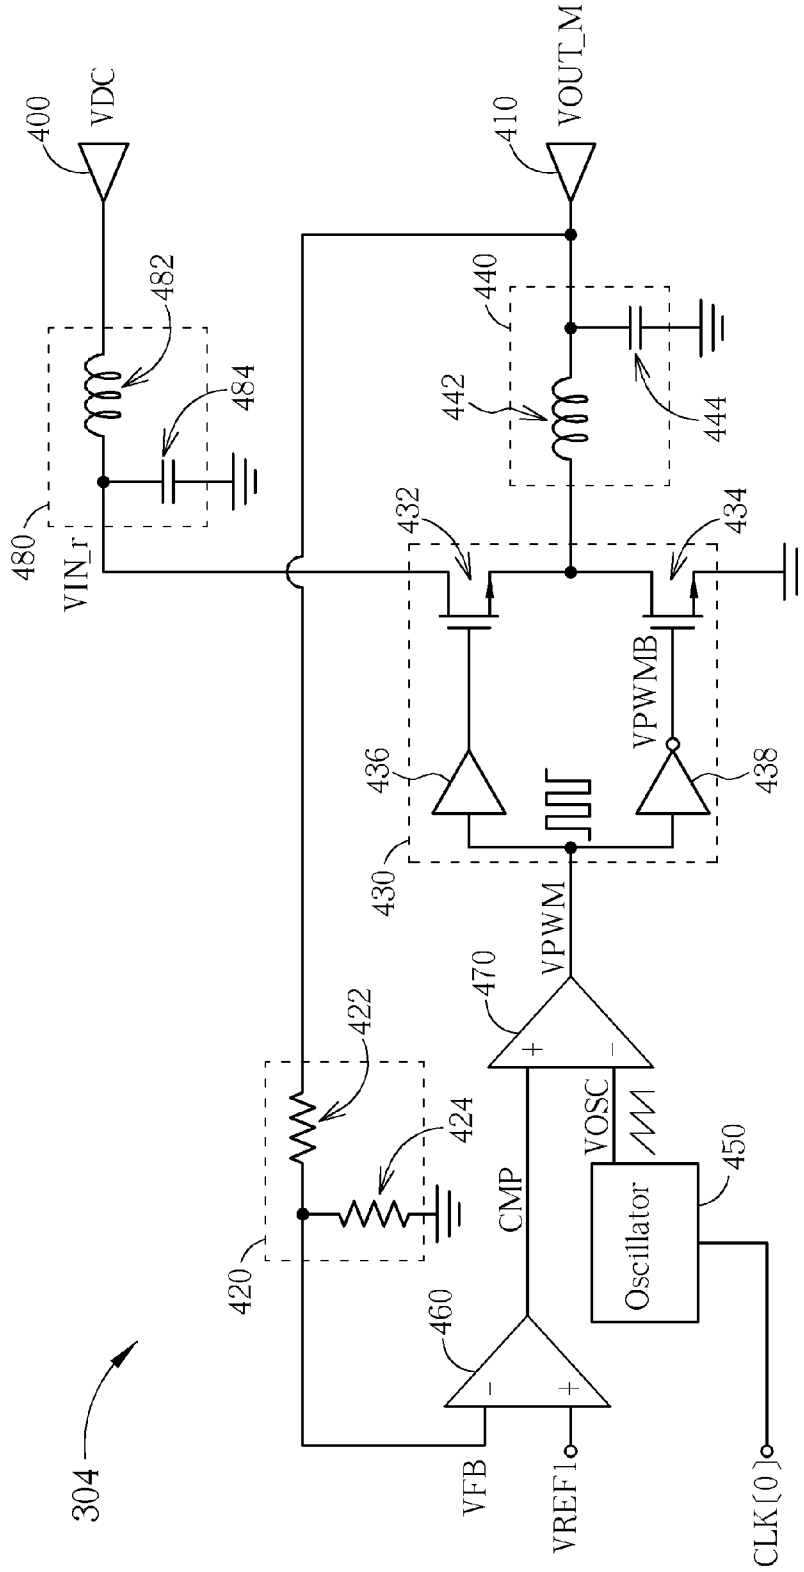 304
400
VDC
480
482
484
VIN_r
410
VOUT_M
440
442
444
432
434
430
436
438
VPWMB
VPWM
470
+
-
420
422
424
CMP
VOSC
450
Oscillator
460
-
+
VFB
VREF1
CLK(0)